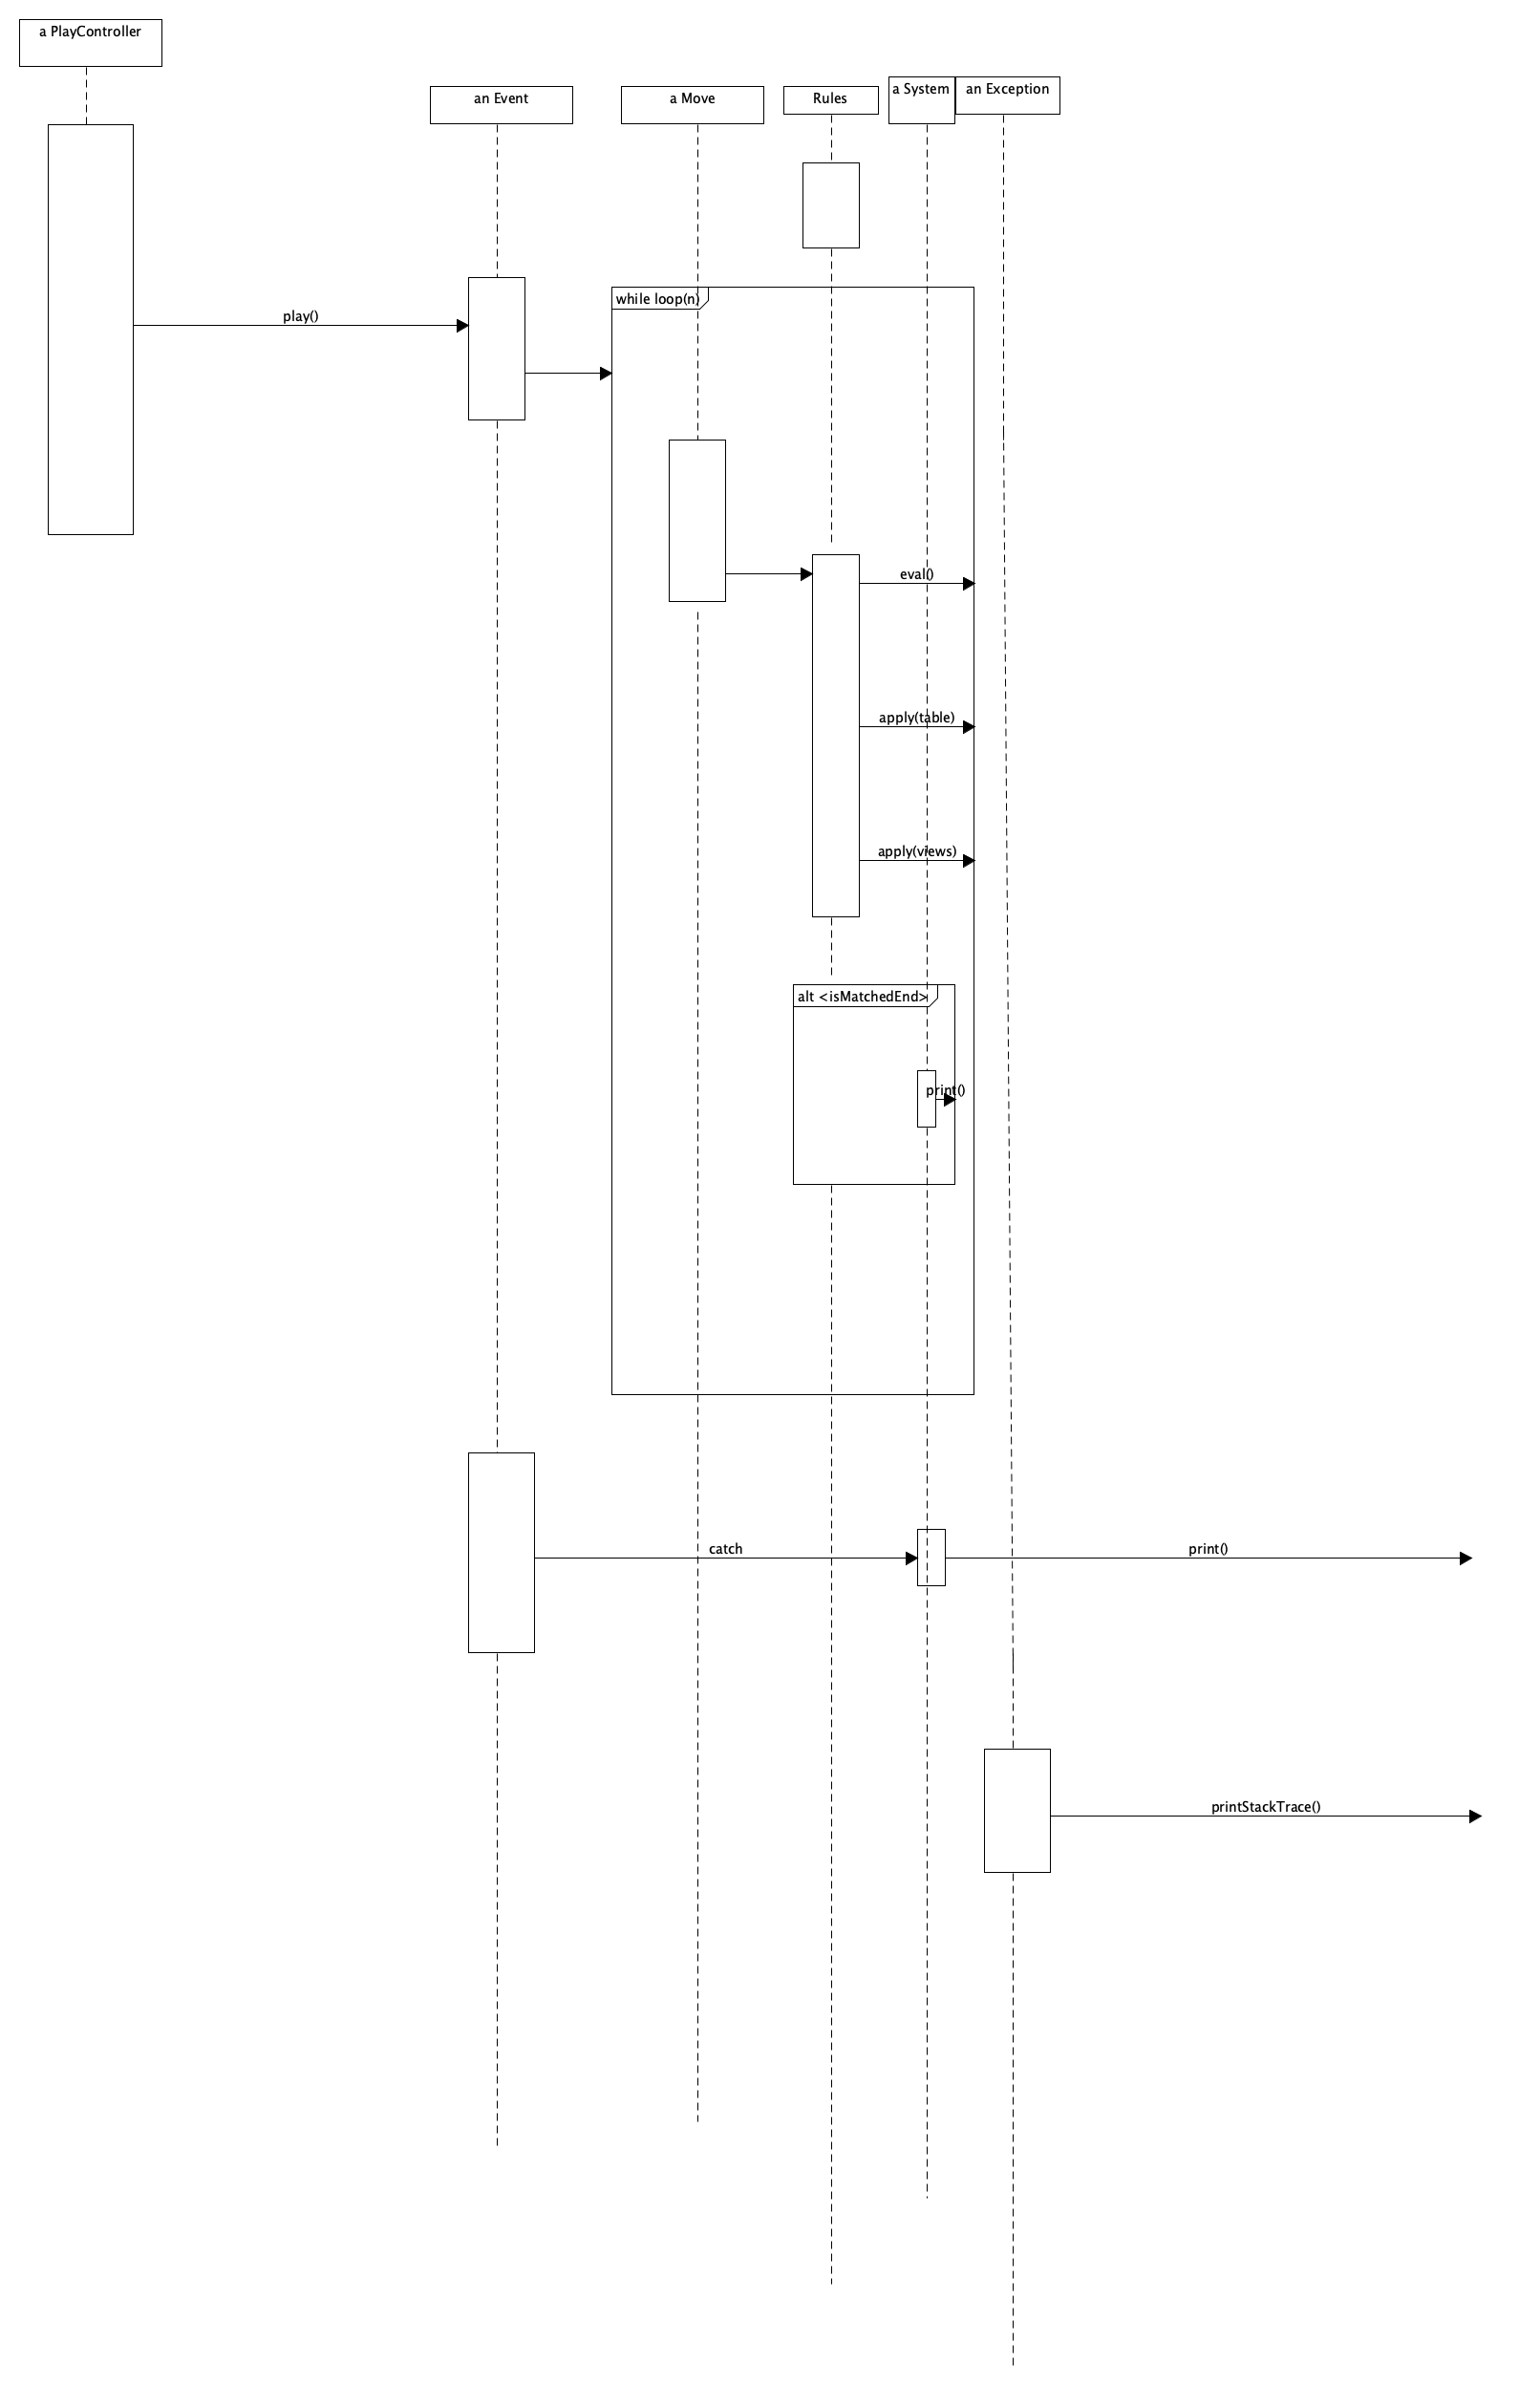 a PlayController
an Event
a Move
Rules
a System
an Exception
while loop(n)
play()
eval()
apply(table)
apply(views)
alt <isMatchedEnd>
print()
catch
print()
printStackTrace()